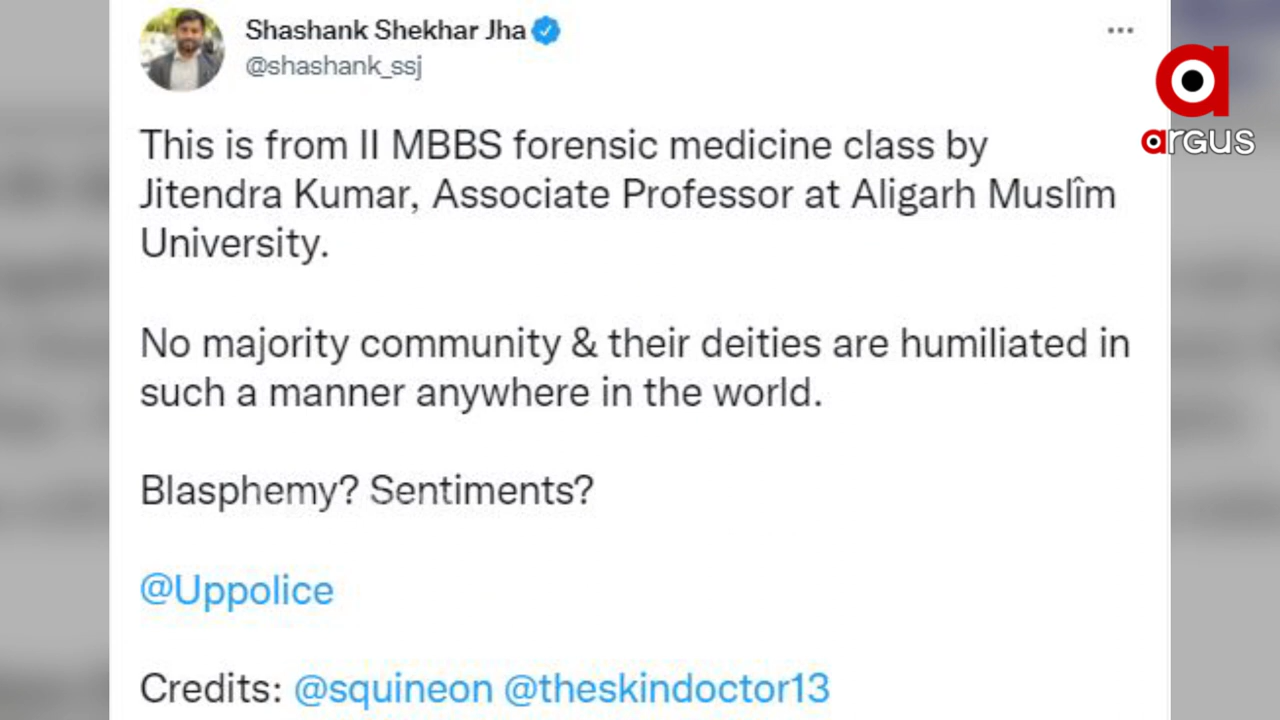 Shashank Shekhar Jha
@shashank_ssj
argus
This is from II MBBS forensic medicine class by
Jitendra Kumar, Associate Professor at Aligarh Muslîm
University.
No majority community & their deities are humiliated in
such a manner anywhere in the world.
Blasphemy? Sentiments?
@Uppolice
Credits: @squineon @theskindoctor13